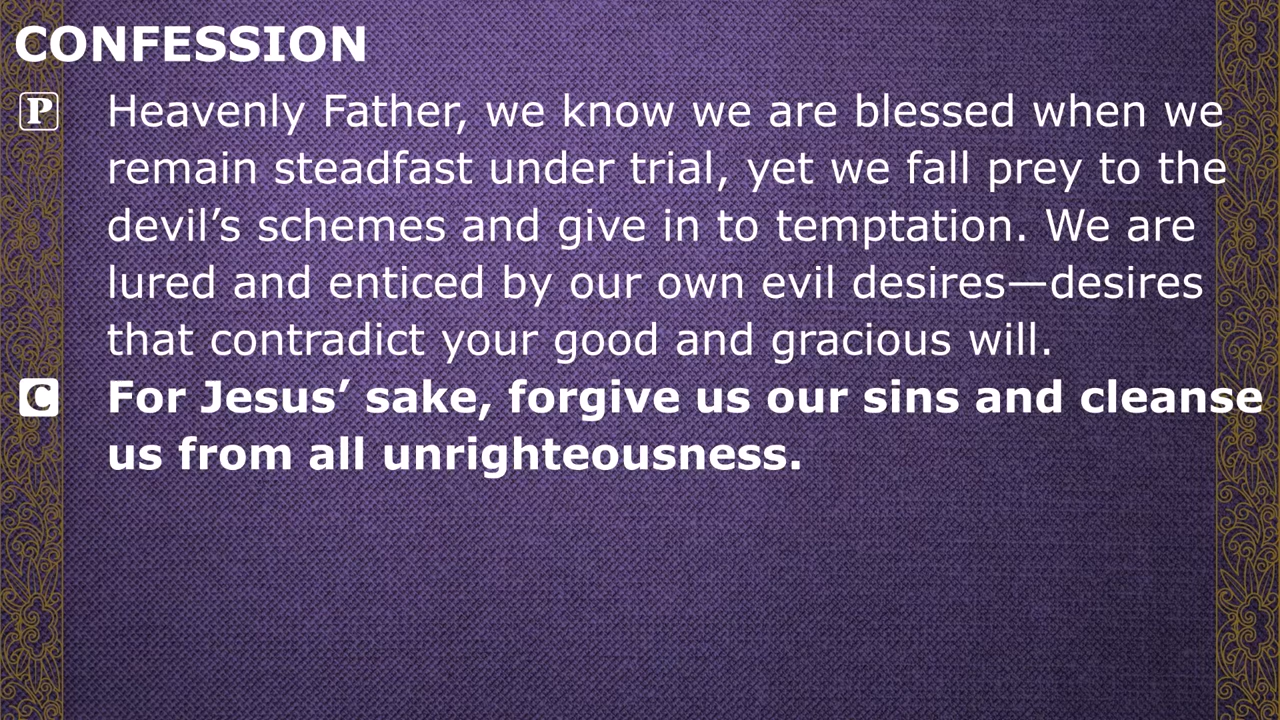 CONFESSION
P Heavenly Father, we know we are blessed when we
remain steadfast under trial, yet we fall prey to the
devil’s schemes and give in to temptation. We are
lured and enticed by our own evil desires—desires
that contradict your good and gracious will.
C For Jesus’ sake, forgive us our sins and cleanse
us from all unrighteousness.